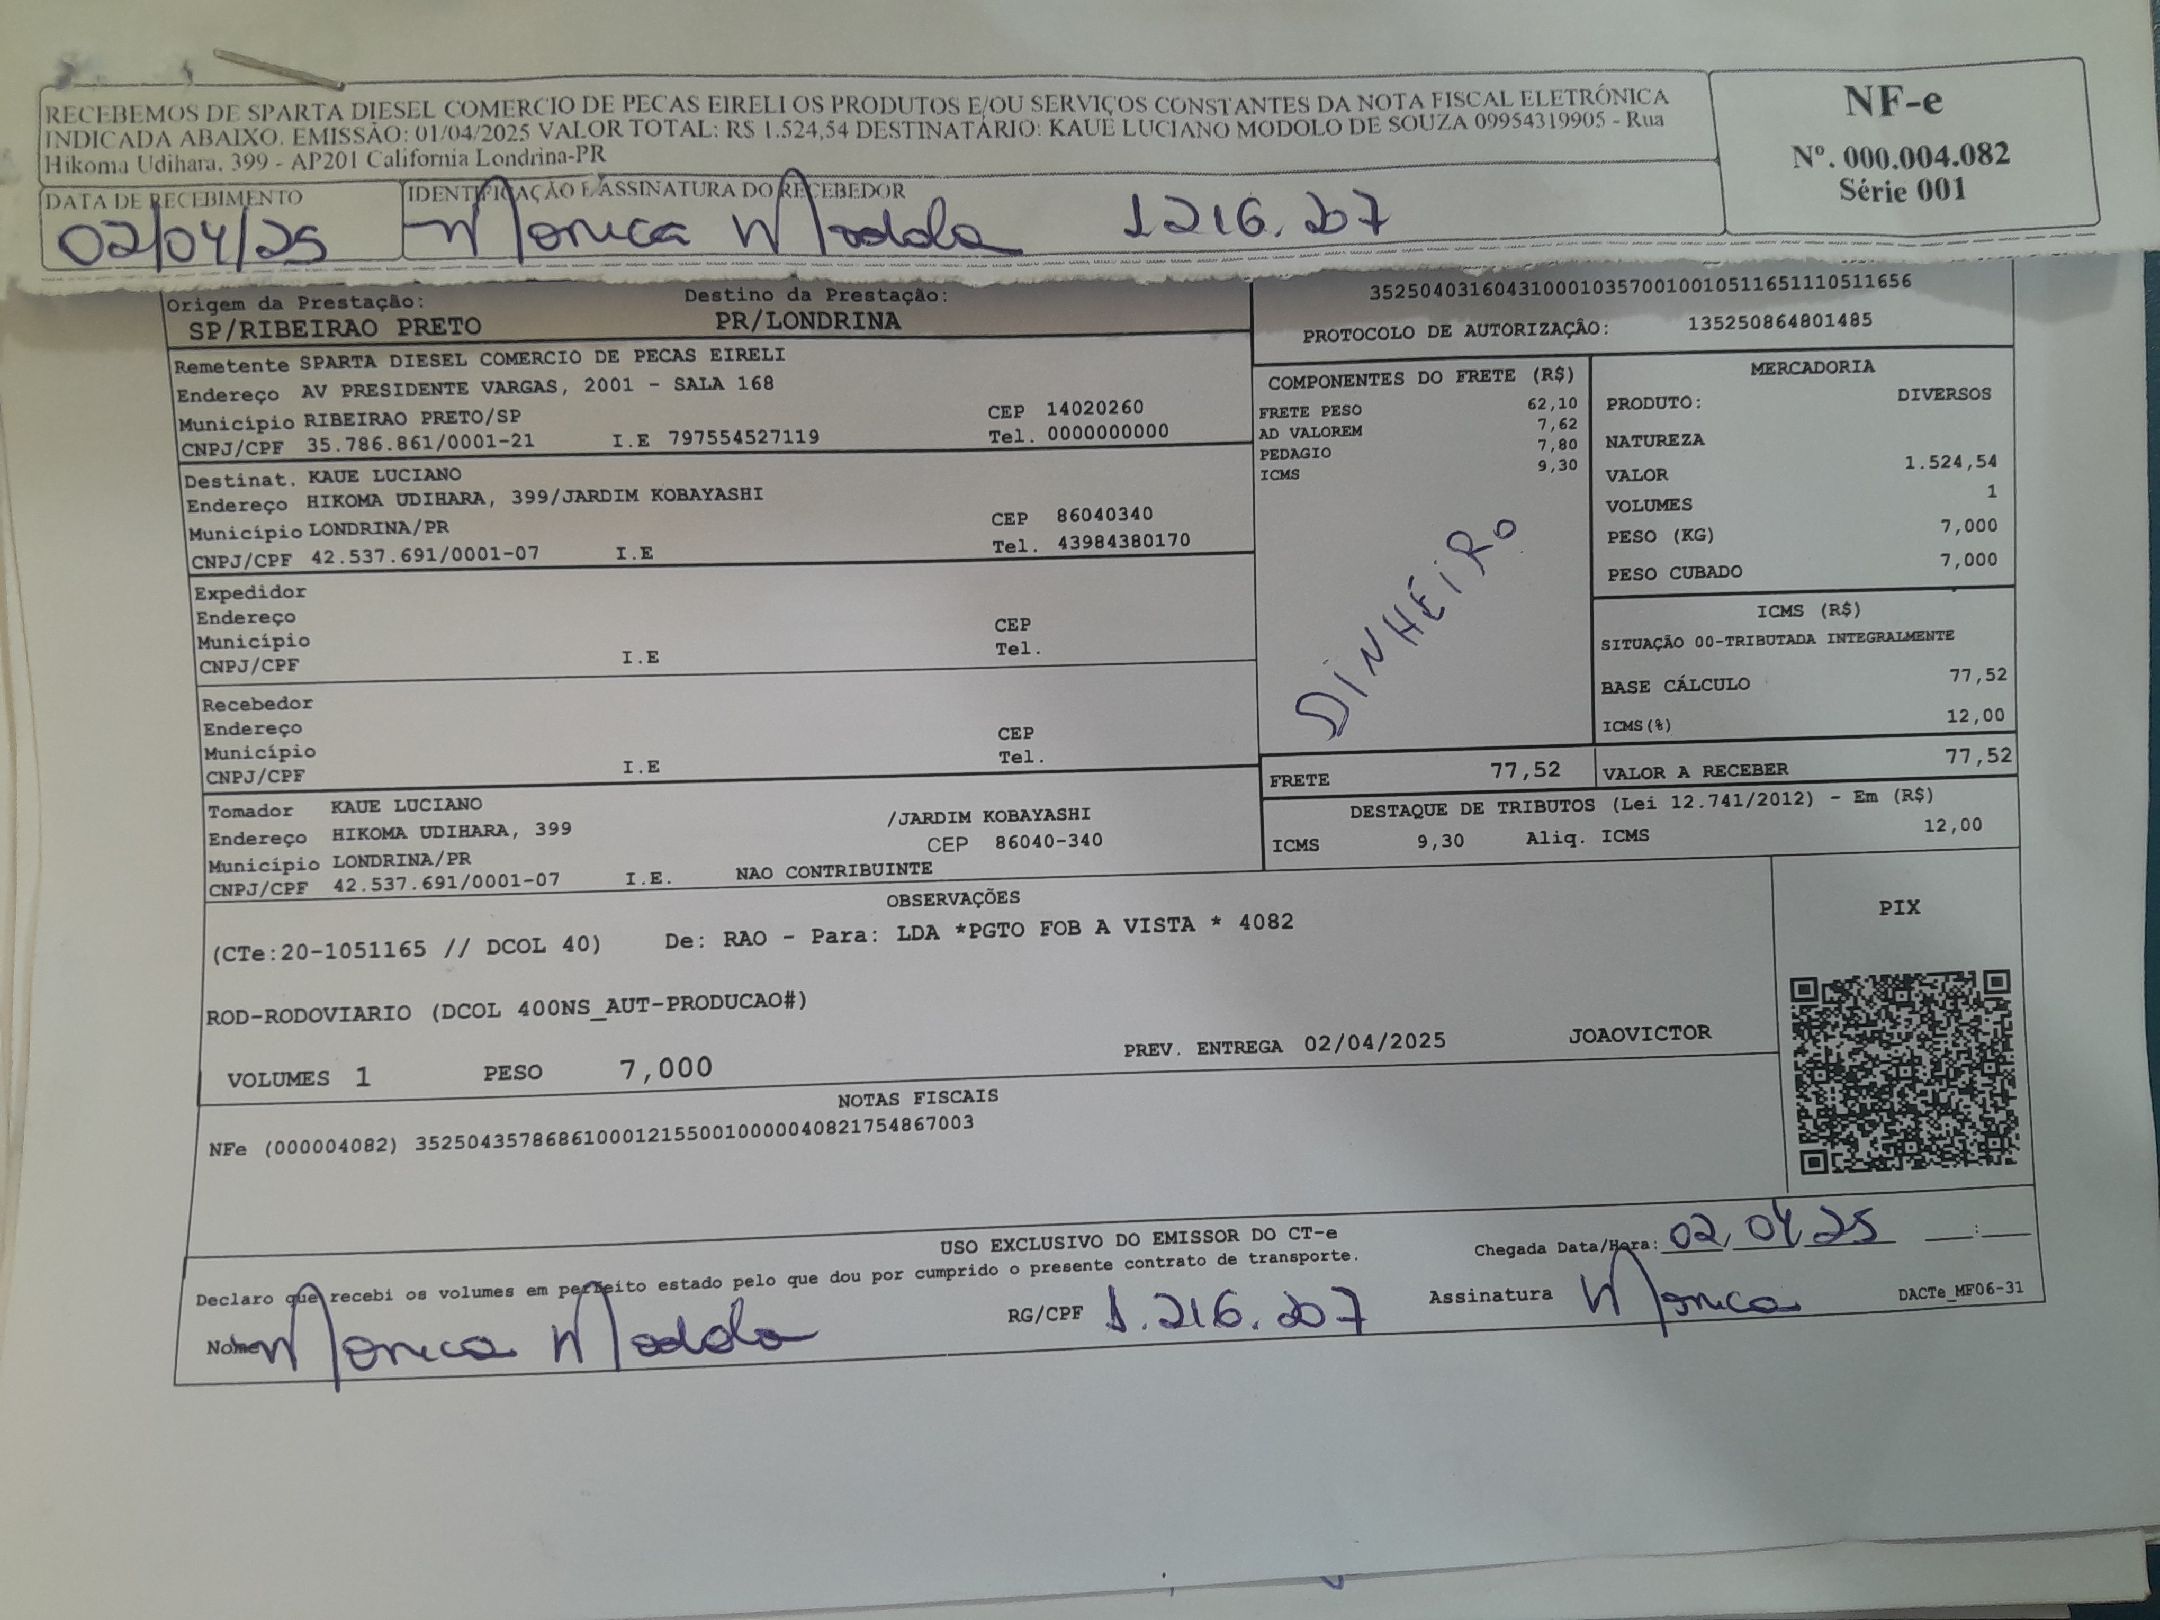 RECEBEMOS DE SPARTA DIESEL COMERCIO DE PECAS EIRELI OS PRODUTOS E/OU SERVIÇOS CONSTANTES DA NOTA FISCAL ELETRÔNICA
INDICADA ABAIXO. EMISSÃO: 01/04/2025 VALOR TOTAL: R$ 1.524,54 DESTINATÁRIO: KAUE LUCIANO MODOLO DE SOUZA 09954319905 - Rua
Hikoma Udihara, 399 - AP201 California Londrina-PR
NF-e
Nº. 000.004.082
Série 001
DATA DE RECEBIMENTO
02/04/25
IDENTIFICAÇÃO E ASSINATURA DO RECEBEDOR
Monica Modolo 1216.207
Origem da Prestação: Destino da Prestação:
SP/RIBEIRAO PRETO PR/LONDRINA
35250403160431000103570010010511651110511656
PROTOCOLO DE AUTORIZAÇÃO: 135250864801485
Remetente SPARTA DIESEL COMERCIO DE PECAS EIRELI
Endereço AV PRESIDENTE VARGAS, 2001 - SALA 168
Município RIBEIRAO PRETO/SP CEP 14020260
CNPJ/CPF 35.786.861/0001-21 I.E 797554527119 Tel. 0000000000
Destinat. KAUE LUCIANO
Endereço HIKOMA UDIHARA, 399/JARDIM KOBAYASHI
Município LONDRINA/PR CEP 86040340
CNPJ/CPF 42.537.691/0001-07 I.E Tel. 43984380170
Expedidor
Endereço
Município CEP
CNPJ/CPF I.E Tel.
Recebedor
Endereço
Município CEP
CNPJ/CPF I.E Tel.
Tomador KAUE LUCIANO
Endereço HIKOMA UDIHARA, 399 /JARDIM KOBAYASHI
Município LONDRINA/PR CEP 86040-340
CNPJ/CPF 42.537.691/0001-07 I.E. NAO CONTRIBUINTE
COMPONENTES DO FRETE (R$)
FRETE PESO 62,10
AD VALOREM 7,62
PEDAGIO 7,80
ICMS 9,30
DINHEIRO
MERCADORIA
PRODUTO: DIVERSOS
NATUREZA
VALOR 1.524,54
VOLUMES 1
PESO (KG) 7,000
PESO CUBADO 7,000
ICMS (R$)
SITUAÇÃO 00-TRIBUTADA INTEGRALMENTE
BASE CÁLCULO 77,52
ICMS(%) 12,00
FRETE 77,52 VALOR A RECEBER 77,52
DESTAQUE DE TRIBUTOS (Lei 12.741/2012) - Em (R$)
ICMS 9,30 Aliq. ICMS 12,00
OBSERVAÇÕES
(CTe:20-1051165 // DCOL 40) De: RAO - Para: LDA *PGTO FOB A VISTA * 4082
ROD-RODOVIARIO (DCOL 400NS_AUT-PRODUCAO#)
VOLUMES 1 PESO 7,000 PREV. ENTREGA 02/04/2025 JOAOVICTOR
PIX
NOTAS FISCAIS
NFe (000004082) 35250435786861000121550010000040821754867003
USO EXCLUSIVO DO EMISSOR DO CT-e
Declaro que recebi os volumes em perfeito estado pelo que dou por cumprido o presente contrato de transporte.
Chegada Data/Hora: 02/04/25 __:__
Nome Monica Modolo RG/CPF 1.216.207 Assinatura Monica
DACTe_MF06-31